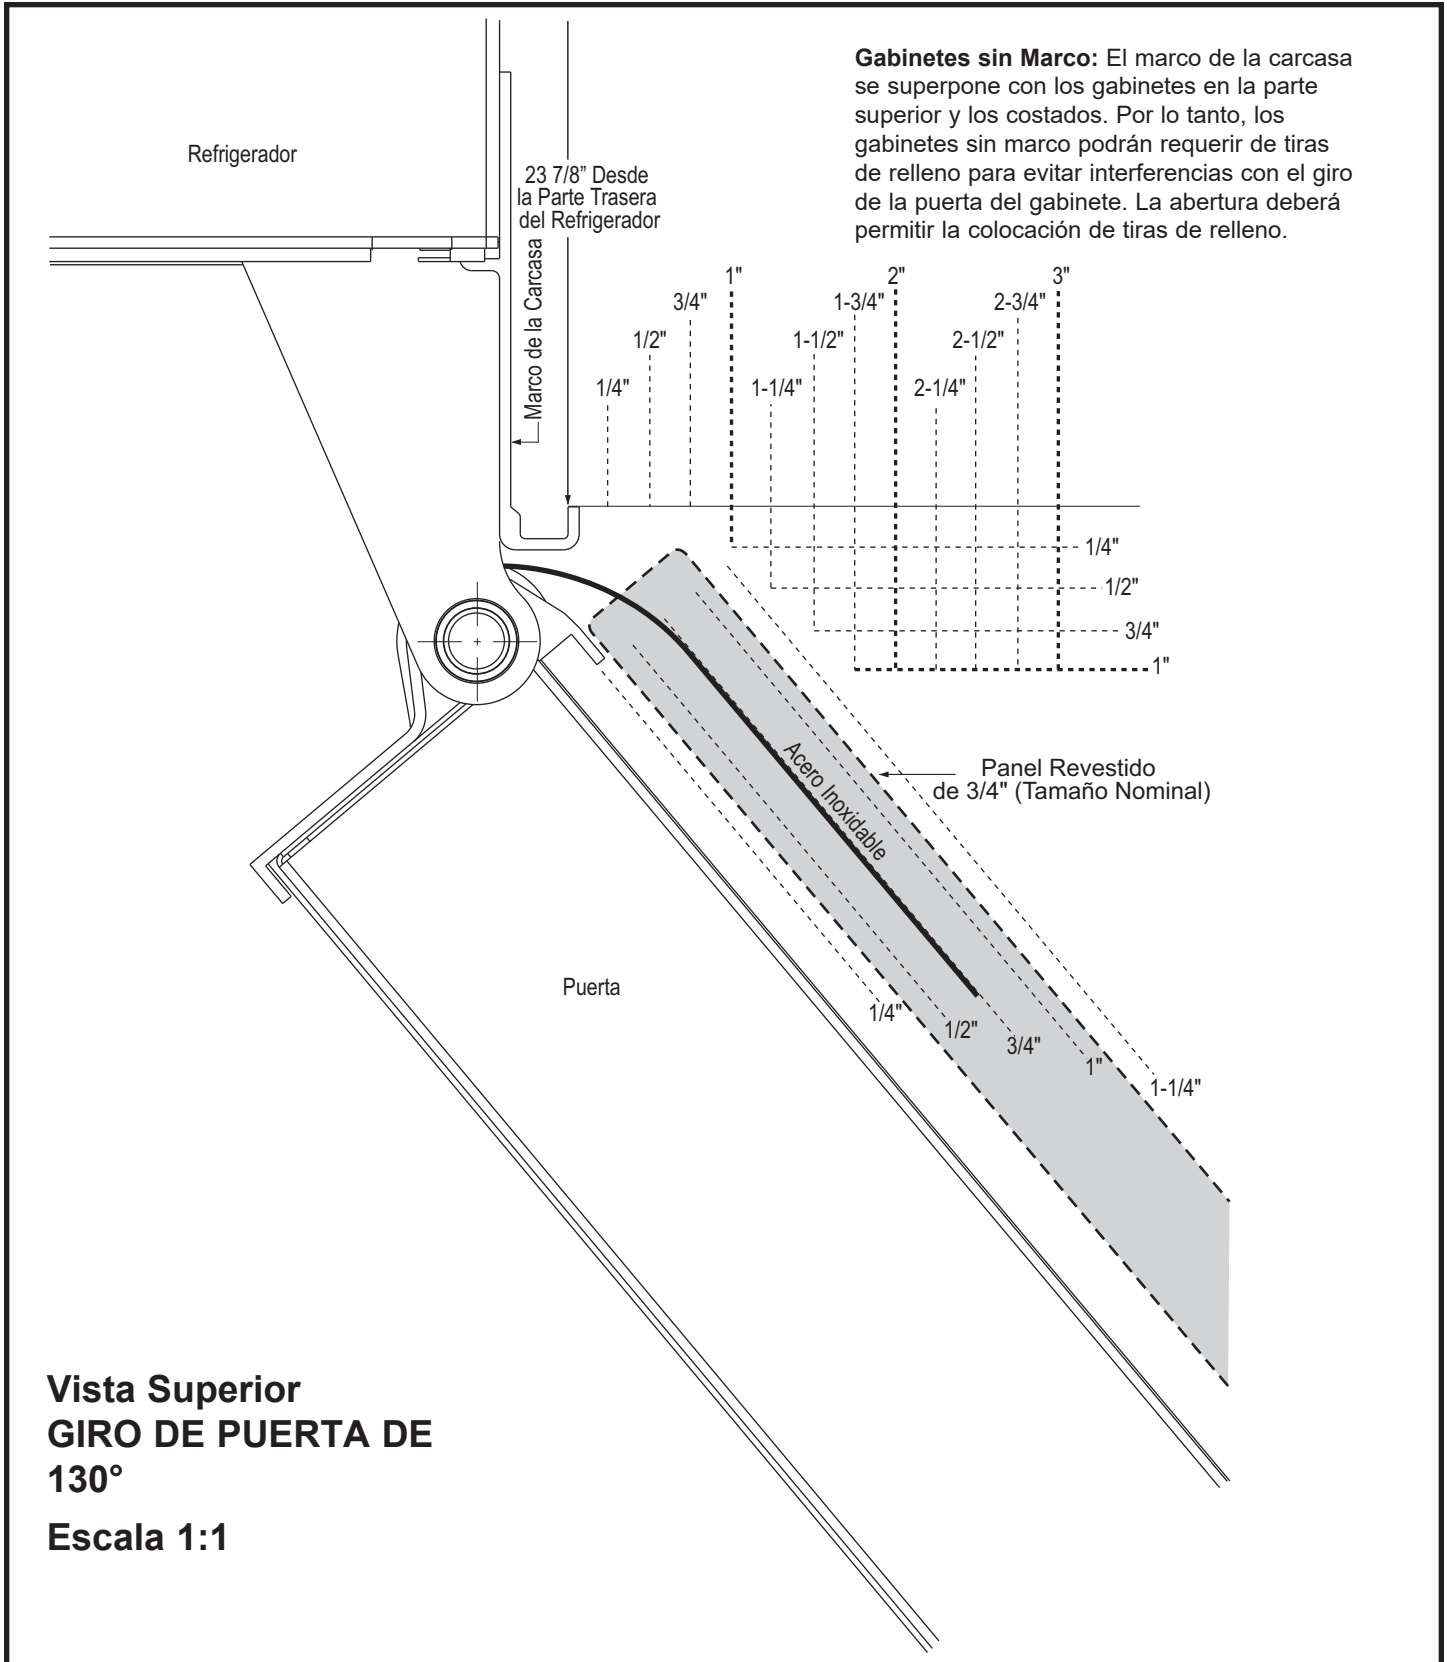 Gabinetes sin Marco: El marco de la carcasa
se superpone con los gabinetes en la parte
superior y los costados. Por lo tanto, los
gabinetes sin marco podrán requerir de tiras
de relleno para evitar interferencias con el giro
de la puerta del gabinete. La abertura deberá
permitir la colocación de tiras de relleno.
Refrigerador
23 7/8” Desde
la Parte Trasera
del Refrigerador
Marco de la Carcasa
1/4"
1/2"
3/4"
1"
1-1/4"
1-1/2"
1-3/4"
2"
2-1/4"
2-1/2"
2-3/4"
3"
1/4"
1/2"
3/4"
1"
Panel Revestido
de 3/4" (Tamaño Nominal)
Acero Inoxidable
Puerta
1/4"
1/2"
3/4"
1"
1-1/4"
Vista Superior
GIRO DE PUERTA DE
130°
Escala 1:1